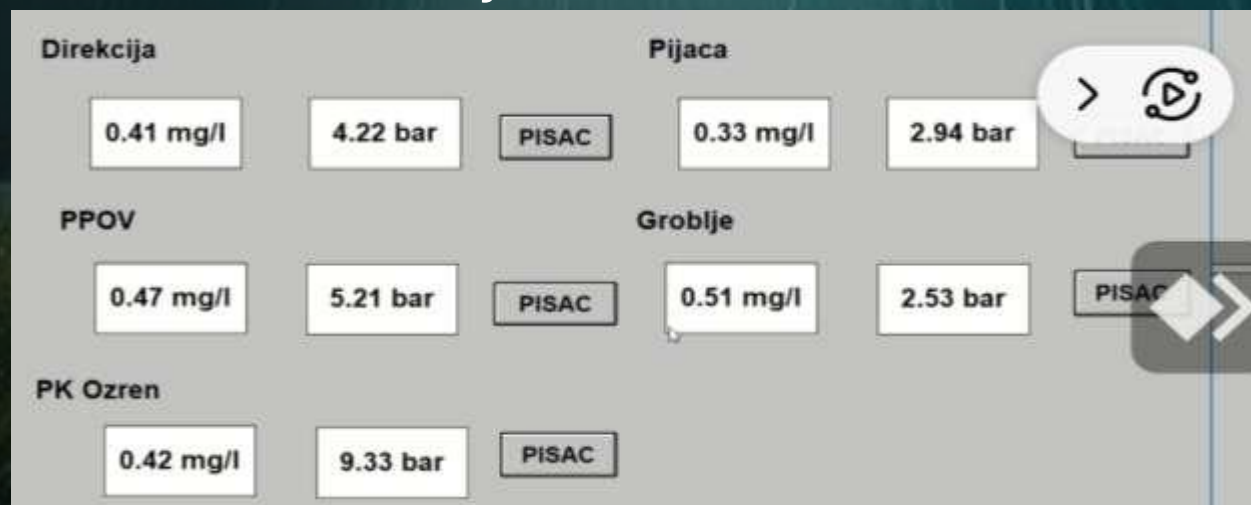 Direkcija
Pijaca
0.41 mg/l 4.22 bar PISAC
0.33 mg/l 2.94 bar
PPOV
Groblje
0.47 mg/l 5.21 bar PISAC
0.51 mg/l 2.53 bar PISAC
PK Ozren
0.42 mg/l 9.33 bar PISAC